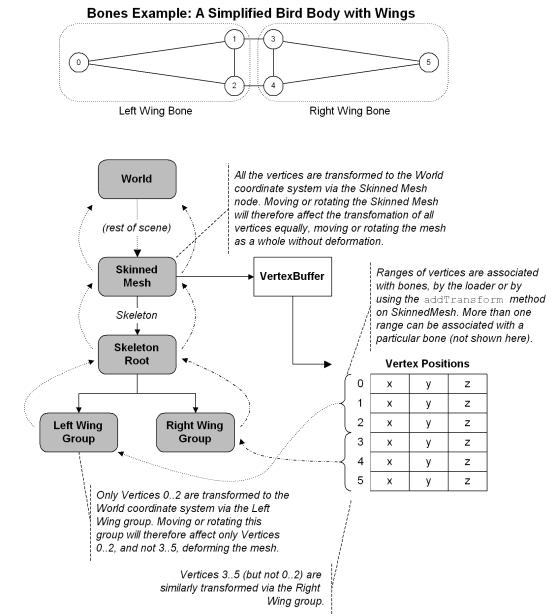 Bones Example: A Simplified Bird Body with Wings
1
3
0
5
2
4
Left Wing Bone
Right Wing Bone
World
All the vertices are transformed to the World
coordinate system via the Skinned Mesh
node. Moving or rotating the Skinned Mesh
will therefore affect the transfomation of all
vertices equally, moving or rotating the mesh
as a whole without deformation.
(rest of scene)
Skinned
Mesh
VertexBuffer
Ranges of vertices are associated
with bones, by the loader or by
using the addTransform method
on SkinnedMesh. More than one
range can be associated with a
particular bone (not shown here).
Skeleton
Skeleton
Root
Vertex Positions
0 x y z
1 x y z
2 x y z
3 x y z
4 x y z
5 x y z
Left Wing
Group
Right Wing
Group
Only Vertices 0..2 are transformed to the
World coordinate system via the Left
Wing group. Moving or rotating this
group will therefore affect only Vertices
0..2, and not 3..5, deforming the mesh.
Vertices 3..5 (but not 0..2) are
similarly transformed via the Right
Wing group.